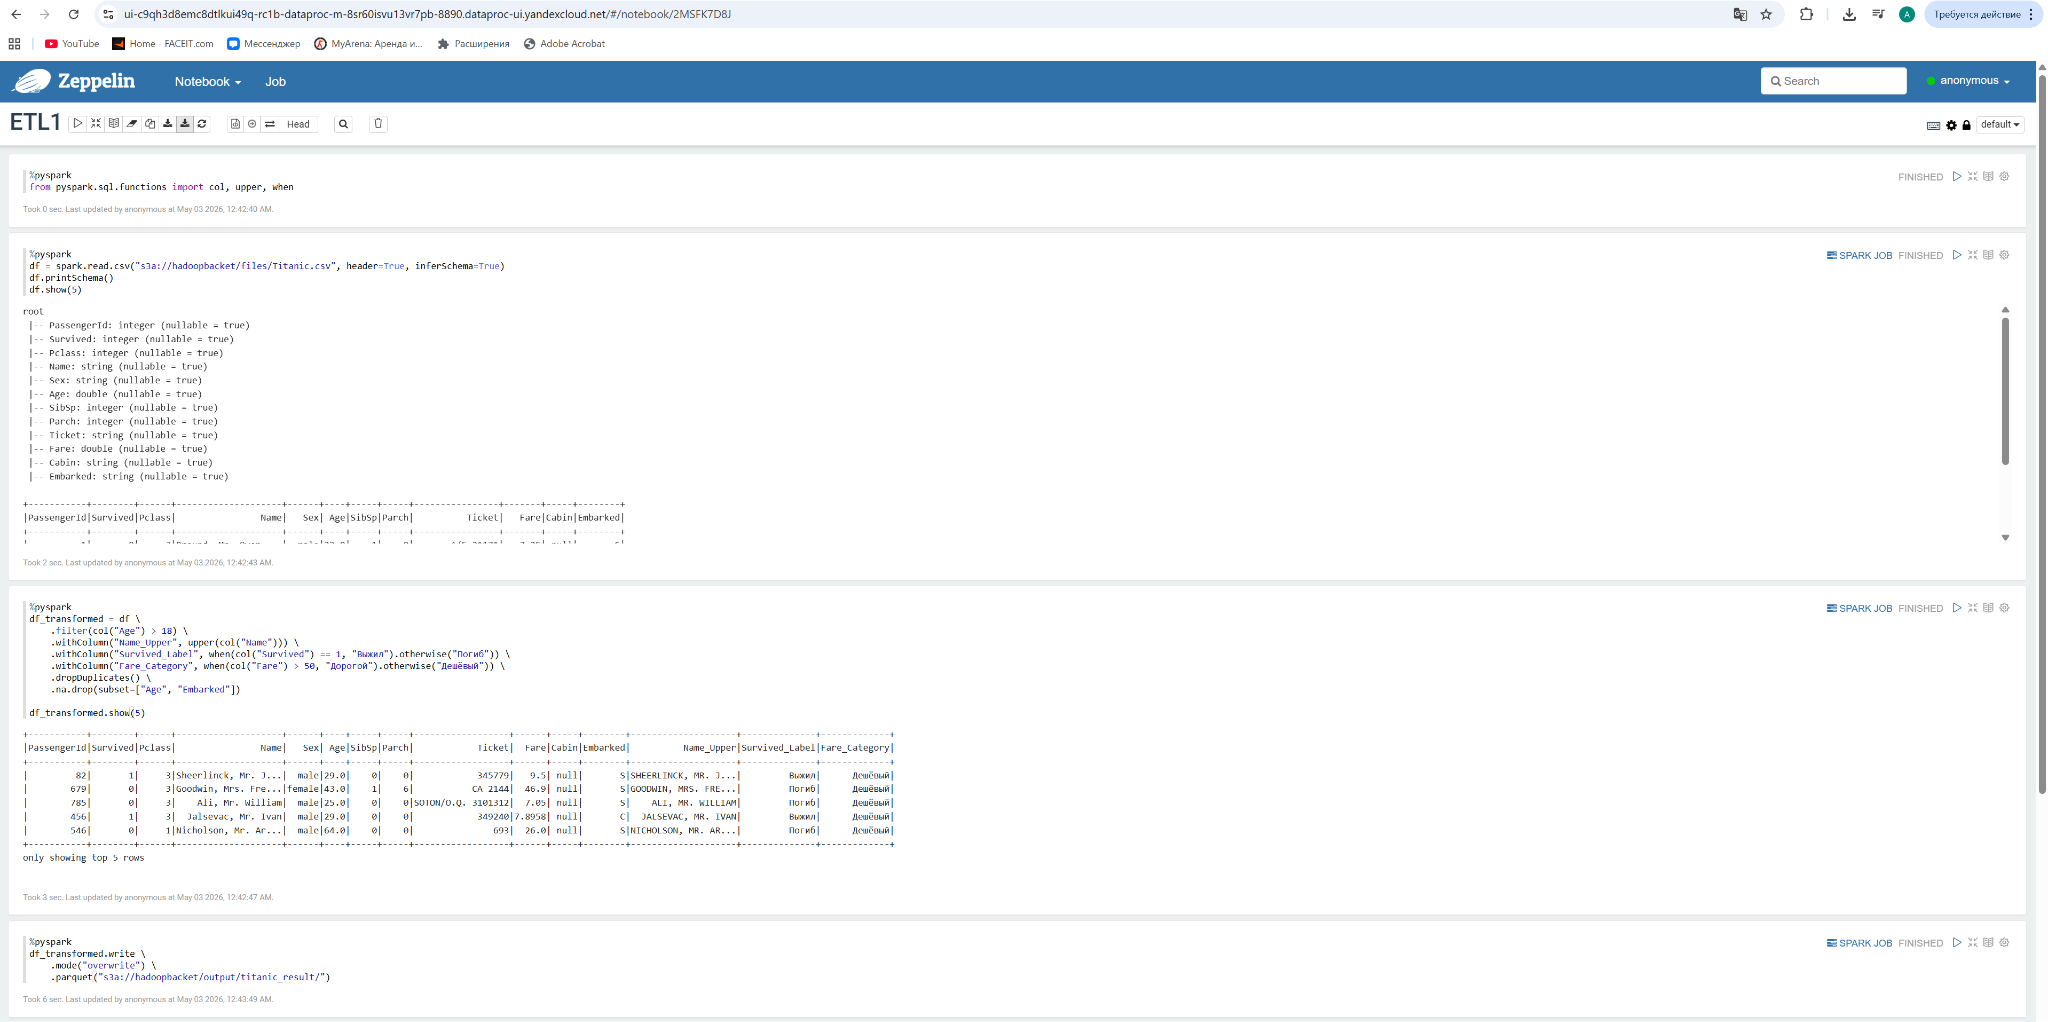 ui-c9qh3d8emc8dtlkui49q-rc1b-dataproc-m-8sr60isvu13vr7pb-8890.dataproc-ui.yandexcloud.net/#/notebook/2MSFK7D8J
A
Требуется действие
YouTube
Home - FACEIT.com
Мессенджер
MyArena: Аренда и...
Расширения
Adobe Acrobat
Zeppelin
Notebook
Job
Search
anonymous
ETL1
Head
default
%pyspark
from pyspark.sql.functions import col, upper, when
FINISHED
Took 0 sec. Last updated by anonymous at May 03 2026, 12:42:40 AM.
%pyspark
df = spark.read.csv("s3a://hadoopbacket/files/Titanic.csv", header=True, inferSchema=True)
df.printSchema()
df.show(5)
SPARK JOB FINISHED
root
|-- PassengerId: integer (nullable = true)
|-- Survived: integer (nullable = true)
|-- Pclass: integer (nullable = true)
|-- Name: string (nullable = true)
|-- Sex: string (nullable = true)
|-- Age: double (nullable = true)
|-- SibSp: integer (nullable = true)
|-- Parch: integer (nullable = true)
|-- Ticket: string (nullable = true)
|-- Fare: double (nullable = true)
|-- Cabin: string (nullable = true)
|-- Embarked: string (nullable = true)
|PassengerId|Survived|Pclass| Name| Sex| Age|SibSp|Parch| Ticket| Fare|Cabin|Embarked|
Took 2 sec. Last updated by anonymous at May 03 2026, 12:42:43 AM.
%pyspark
df_transformed = df \
.filter(col("Age") > 18) \
.withColumn("Name_Upper", upper(col("Name"))) \
.withColumn("Survived_Label", when(col("Survived") == 1, "Выжил").otherwise("Погиб")) \
.withColumn("Fare_Category", when(col("Fare") > 50, "Дорогой").otherwise("Дешёвый")) \
.dropDuplicates() \
.na.drop(subset=["Age", "Embarked"])
df_transformed.show(5)
SPARK JOB FINISHED
|PassengerId|Survived|Pclass| Name| Sex| Age|SibSp|Parch| Ticket| Fare|Cabin|Embarked| Name_Upper|Survived_Label|Fare_Category|
| 82| 1| 3|Sheerlinck, Mr. J...| male|29.0| 0| 0| 345779| 9.5| null| S|SHEERLINCK, MR. J...| Выжил| Дешёвый|
| 679| 0| 3|Goodwin, Mrs. Fre...|female|43.0| 1| 6| CA 2144| 46.9| null| S|GOODWIN, MRS. FRE...| Погиб| Дешёвый|
| 785| 0| 3| Ali, Mr. William| male|25.0| 0| 0|SOTON/O.Q. 3101312| 7.05| null| S| ALI, MR. WILLIAM| Погиб| Дешёвый|
| 456| 1| 3| Jalsevac, Mr. Ivan| male|29.0| 0| 0| 349240|7.8958| null| C| JALSEVAC, MR. IVAN| Выжил| Дешёвый|
| 546| 0| 1|Nicholson, Mr. Ar...| male|64.0| 0| 0| 693| 26.0| null| S|NICHOLSON, MR. AR...| Погиб| Дешёвый|
only showing top 5 rows
Took 3 sec. Last updated by anonymous at May 03 2026, 12:42:47 AM.
%pyspark
df_transformed.write \
.mode("overwrite") \
.parquet("s3a://hadoopbacket/output/titanic_result/")
SPARK JOB FINISHED
Took 6 sec. Last updated by anonymous at May 03 2026, 12:43:49 AM.